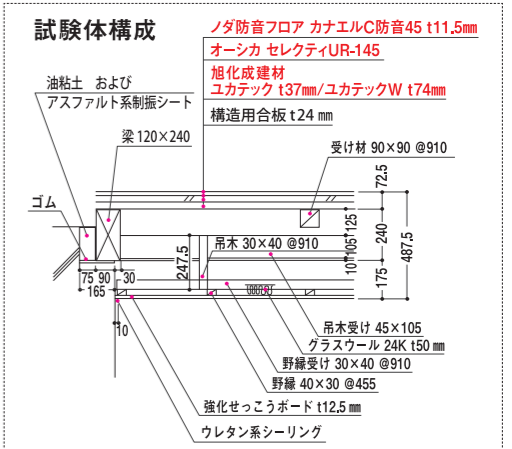 試験体構成
ノダ防音フロア カナエルC防音45 t11.5mm
オーシカ セレクティUR-145
旭化成建材
ユカテック t37mm/ユカテックW t74mm
構造用合板 t24 mm
油粘土 および
アスファルト系制振シート
梁 120×240
受け材 90×90 @910
ゴム
72.5
125
240
105
10
487.5
175
吊木 30×40 @910
247.5
75 90 30
165
10
吊木受け 45×105
グラスウール 24K t50 mm
野縁受け 30×40 @910
野縁 40×30 @455
強化せっこうボード t12.5 mm
ウレタン系シーリング